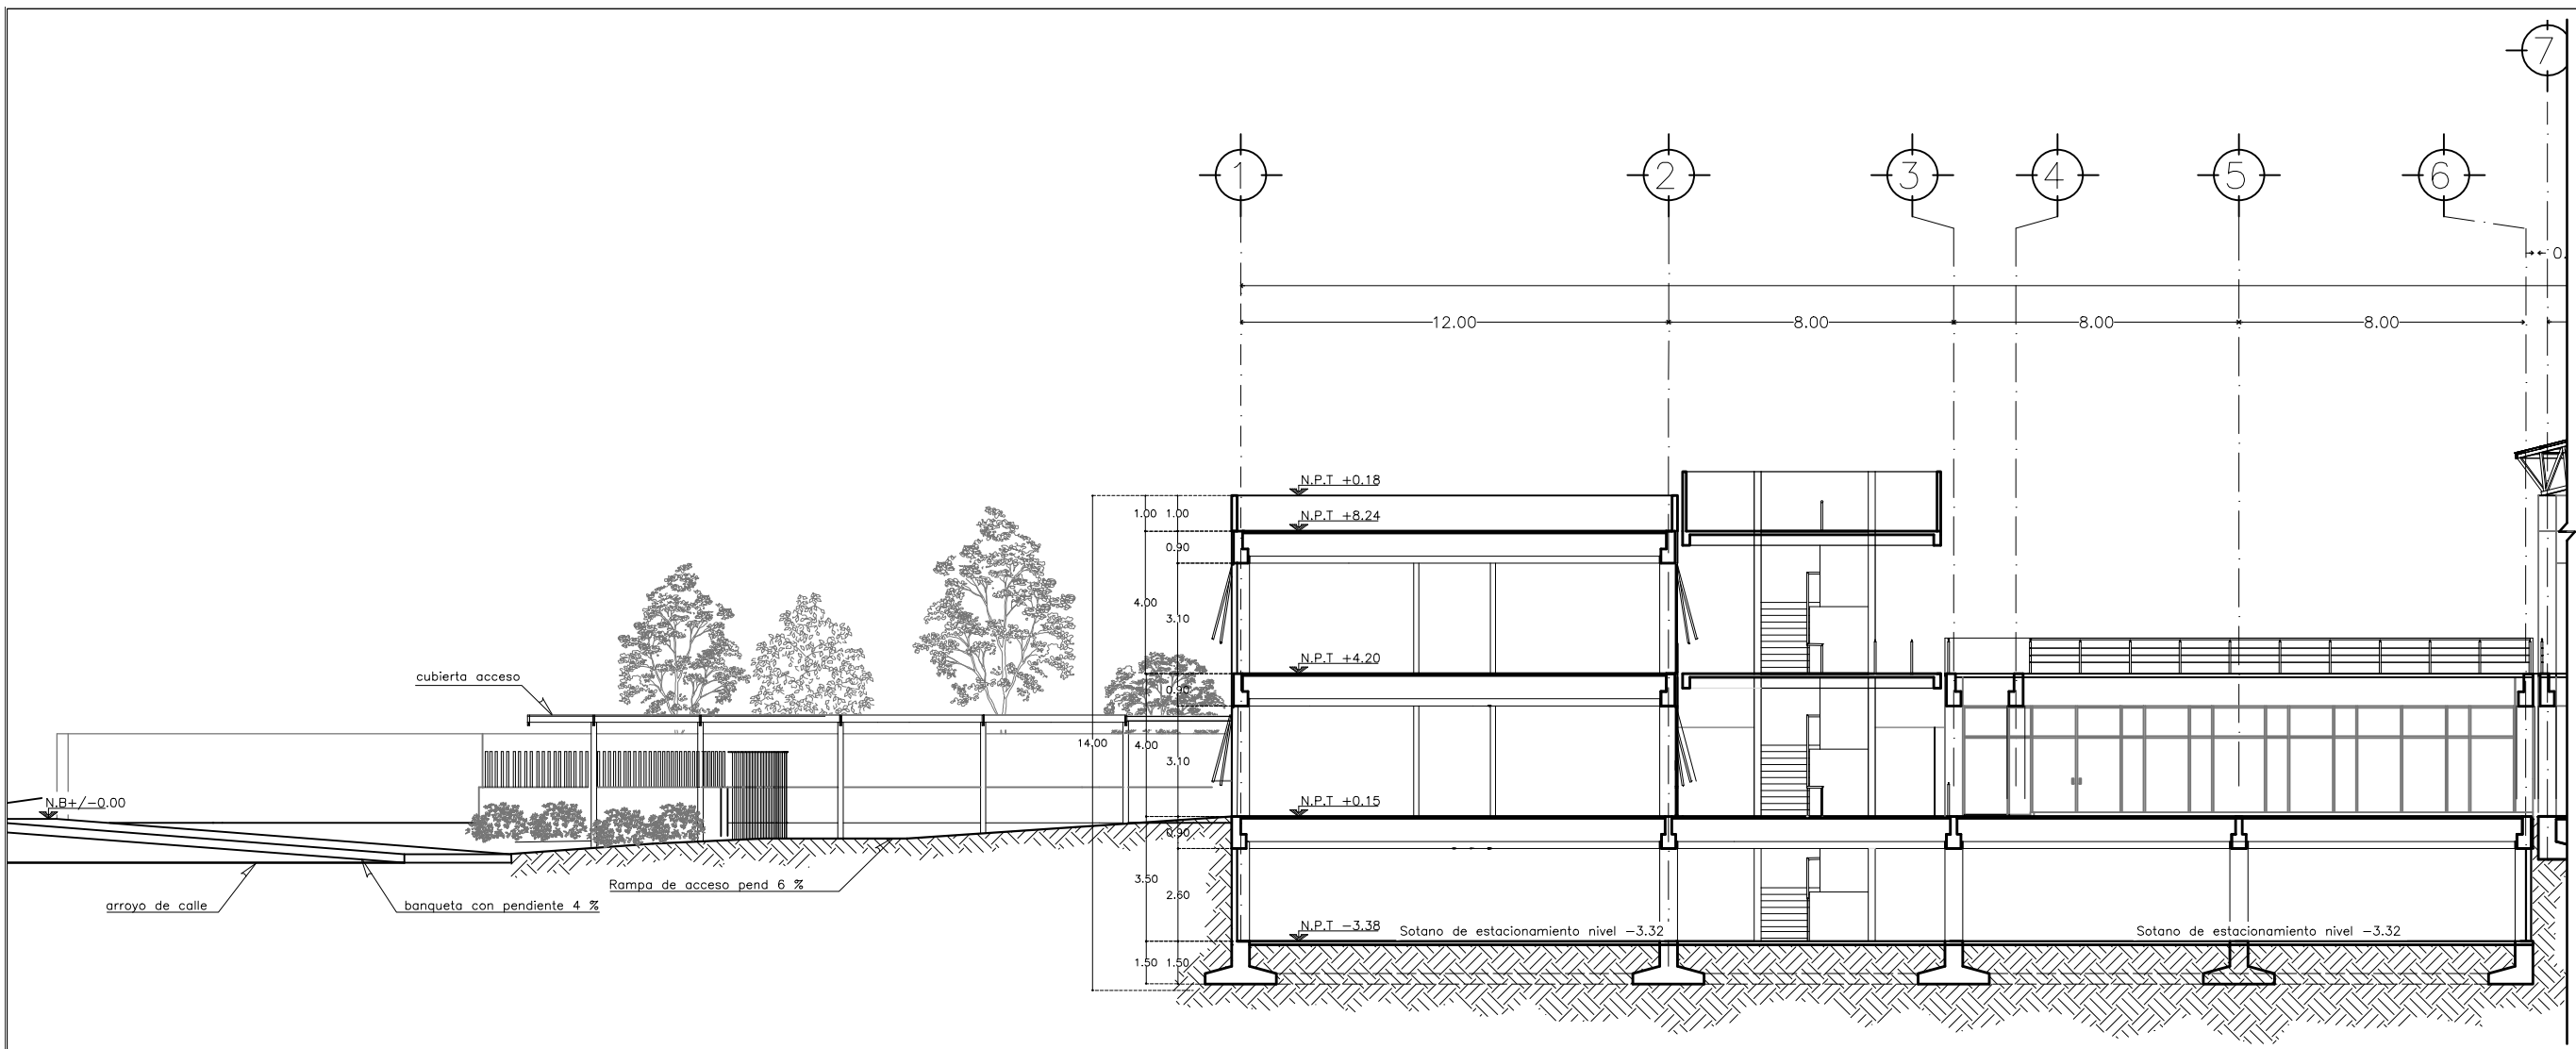 7
1 2 3 4 5 6
0.
12.00 8.00 8.00 8.00
N.P.T +0.18
1.00 1.00
N.P.T +8.24
0.90
4.00
3.10
N.P.T +4.20
cubierta acceso
0.90
14.00
4.00
3.10
N.B+/-0.00
N.P.T +0.15
0.90
3.50
Rampa de acceso pend 6 %
2.60
arroyo de calle
banqueta con pendiente 4 %
N.P.T -3.38
Sotano de estacionamiento nivel -3.32
Sotano de estacionamiento nivel -3.32
1.50 1.50